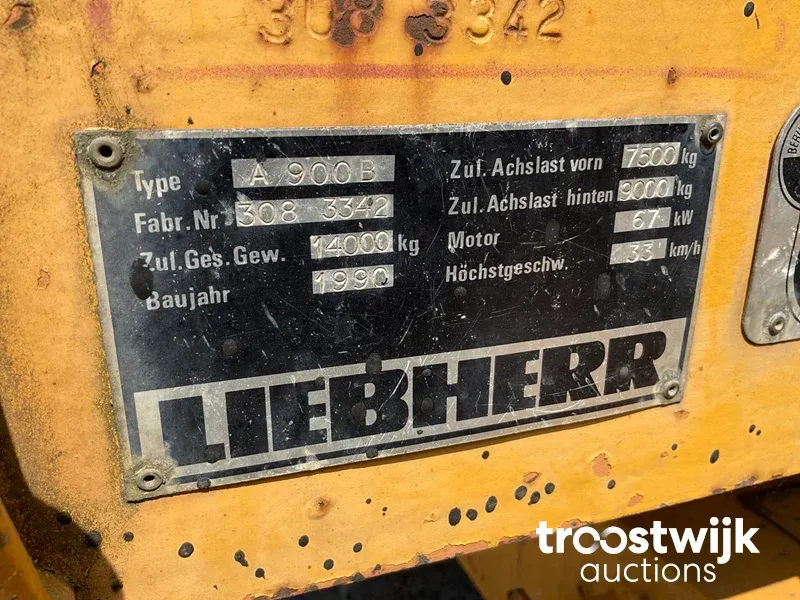 308 3342
Type A 900 B
Fabr.Nr 308 3342
Zul.Ges.Gew. 14000 kg
Baujahr 1990
Zul. Achslast vorn 7500 kg
Zul. Achslast hinten 9000 kg
Motor 67 kW
Höchstgeschw. 33 km/h
LIEBHERR
troostwijk
auctions